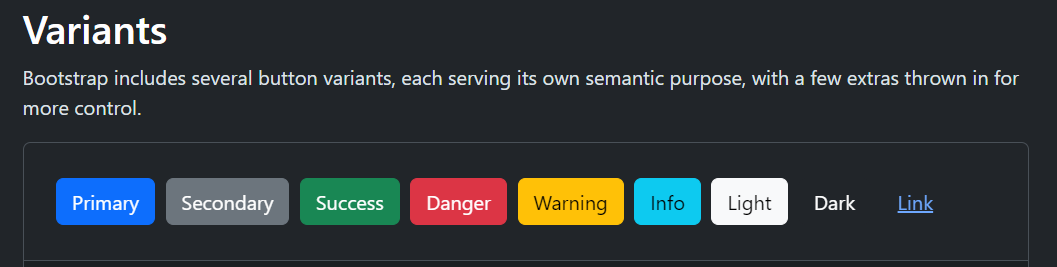 Variants
Bootstrap includes several button variants, each serving its own semantic purpose, with a few extras thrown in for
more control.
Primary Secondary Success Danger Warning Info Light Dark Link